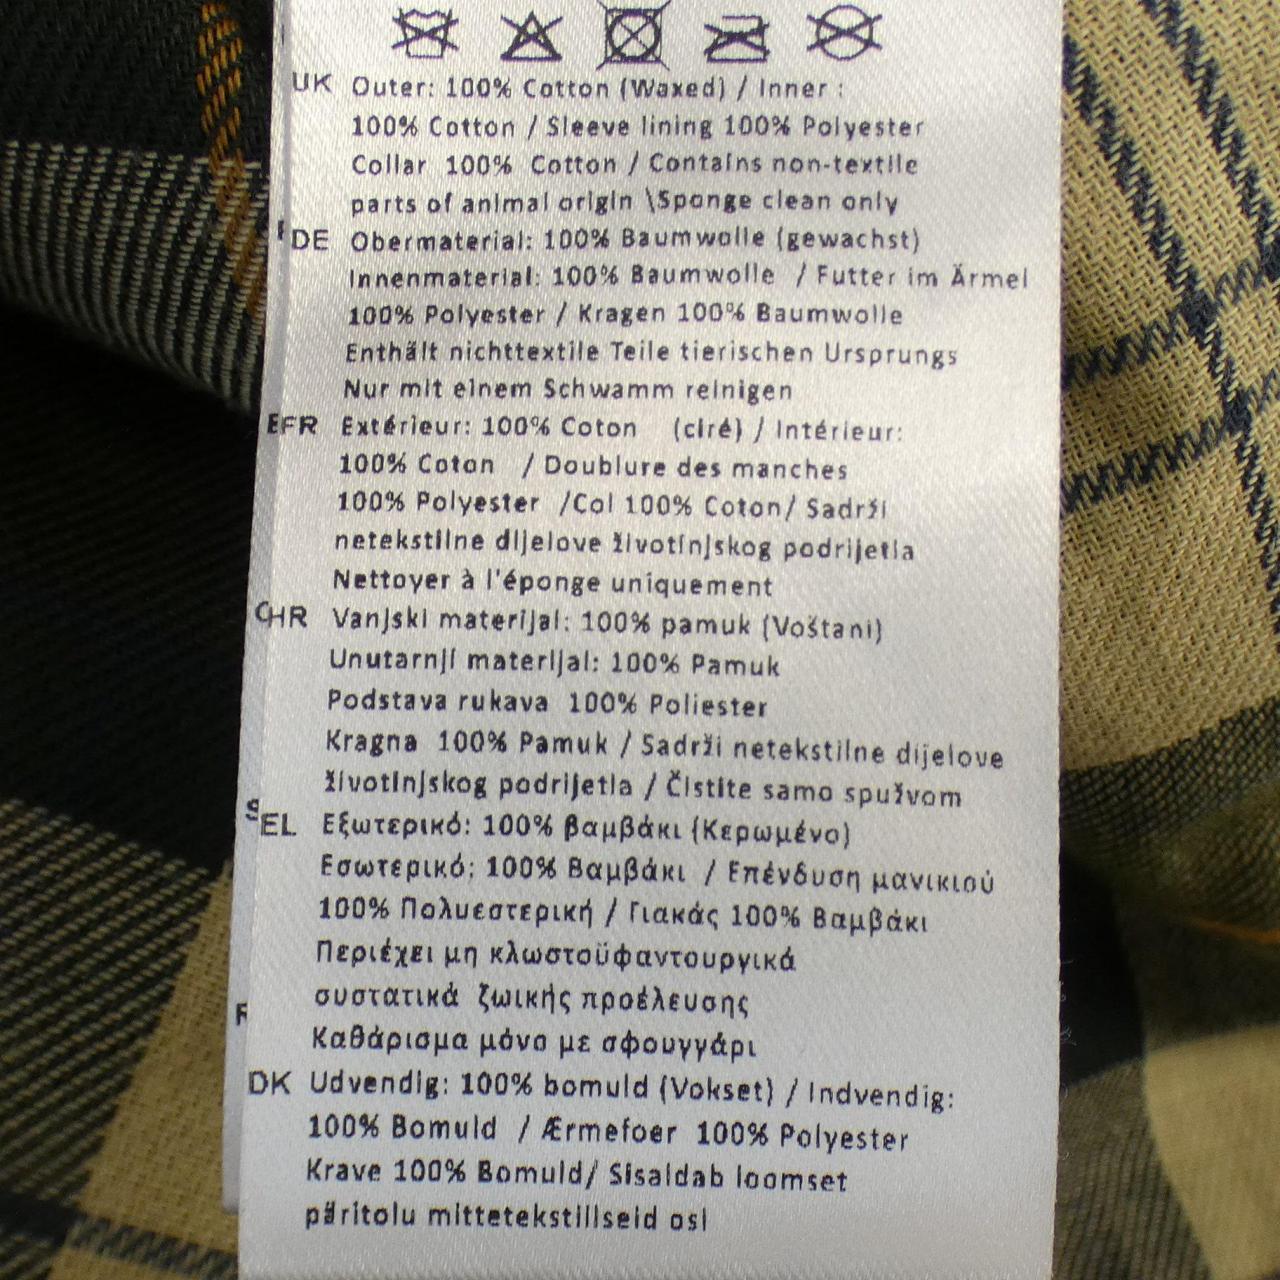 UK Outer: 100% Cotton (Waxed) / Inner :
100% Cotton / Sleeve lining 100% Polyester
Collar 100% Cotton / Contains non-textile
parts of animal origin \Sponge clean only
DE Obermaterial: 100% Baumwolle (gewachst)
Innenmaterial: 100% Baumwolle / Futter im Ärmel
100% Polyester / Kragen 100% Baumwolle
Enthält nichttextile Teile tierischen Ursprungs
Nur mit einem Schwamm reinigen
FR Extérieur: 100% Coton (ciré) / Intérieur:
100% Coton / Doublure des manches
100% Polyester /Col 100% Coton/ Sadrži
netekstilne dijelove životinjskog podrijetla
Nettoyer à l'éponge uniquement
HR Vanjski materijal: 100% pamuk (Voštani)
Unutarnji materijal: 100% Pamuk
Podstava rukava 100% Poliester
Kragna 100% Pamuk / Sadrži netekstilne dijelove
životinjskog podrijetla / Čistite samo spužvom
EL Εξωτερικό: 100% βαμβάκι (Κερωμένο)
Εσωτερικό: 100% Βαμβάκι / Επένδυση μανικιού
100% Πολυεστερική / Γιακάς 100% Βαμβάκι
Περιέχει μη κλωστοϋφαντουργικά
συστατικά ζωικής προέλευσης
Καθάρισμα μόνο με σφουγγάρι
DK Udvendig: 100% bomuld (Vokset) / Indvendig:
100% Bomuld / Ærmefoer 100% Polyester
Krave 100% Bomuld/ Sisaldab loomset
päritolu mittetekstiilseid osi